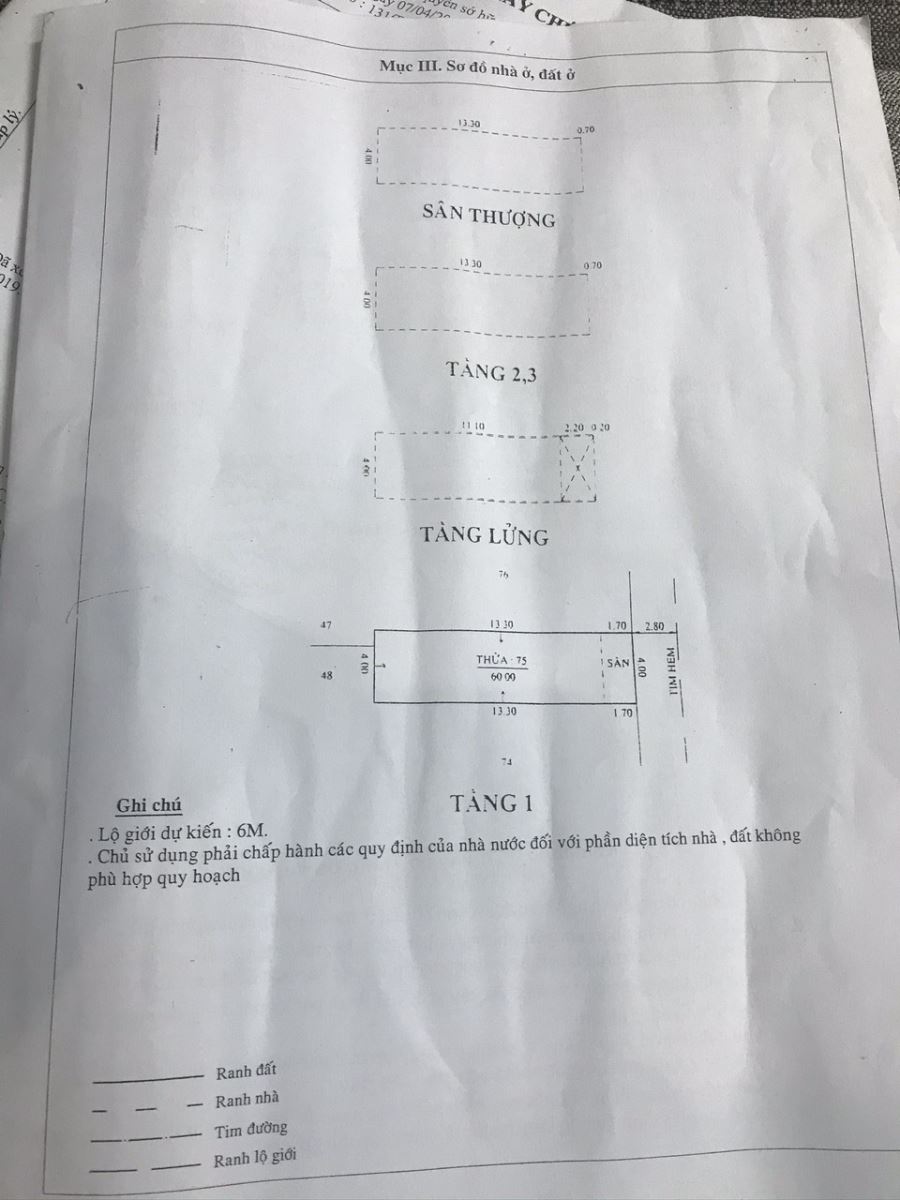 07/04/20
Mục III. Sơ đồ nhà ở, đất ở
13.30 0.70
4.00
SÂN THƯỢNG
13.30 0.70
4.00
TẦNG 2,3
11.10 2.20 0.20
4.00
TẦNG LỬNG
76
47 13.30 1.70 2.80
4.00 THỬA 75 SÂN 4.00 TIM HẺM
48 60.00
13.30 1.70
74
TẦNG 1
Ghi chú
. Lộ giới dự kiến : 6M.
. Chủ sử dụng phải chấp hành các quy định của nhà nước đối với phần diện tích nhà , đất không
phù hợp quy hoạch
Ranh đất
Ranh nhà
Tim đường
Ranh lộ giới